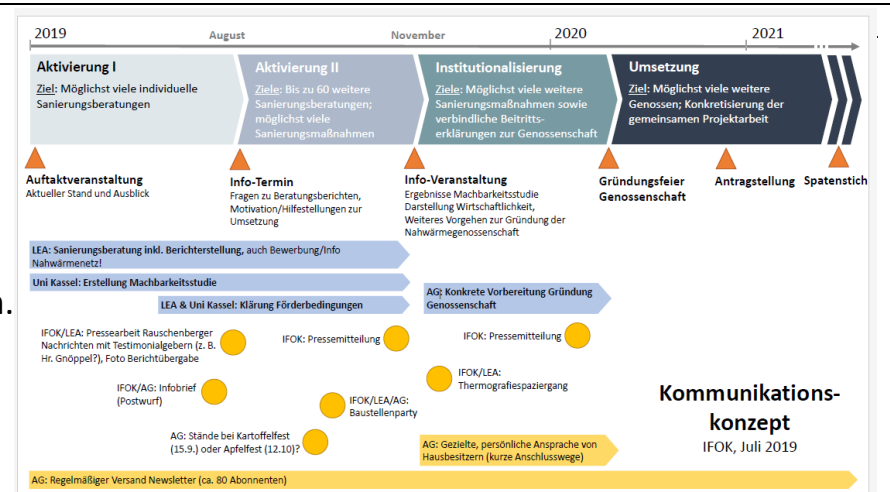 2019 August November 2020 2021
Aktivierung I
Ziel: Möglichst viele individuelle
Sanierungsberatungen
Aktivierung II
Ziele: Bis zu 60 weitere
Sanierungsberatungen;
möglichst viele
Sanierungsmaßnahmen
Institutionalisierung
Ziele: Möglichst viele weitere
Sanierungsmaßnahmen sowie
verbindliche Beitritts-
erklärungen zur Genossenschaft
Umsetzung
Ziel: Möglichst viele weitere
Genossen; Konkretisierung der
gemeinsamen Projektarbeit
Auftaktveranstaltung
Aktueller Stand und Ausblick
Info-Termin
Fragen zu Beratungsberichten,
Motivation/Hilfestellungen zur
Umsetzung
Info-Veranstaltung
Ergebnisse Machbarkeitsstudie
Darstellung Wirtschaftlichkeit,
Weiteres Vorgehen zur Gründung der
Nahwärmegenossenschaft
Gründungsfeier
Genossenschaft
Antragstellung
Spatenstich
LEA: Sanierungsberatung inkl. Berichterstellung, auch Bewerbung/Info
Nahwärmenetz!
Uni Kassel: Erstellung Machbarkeitsstudie
LEA & Uni Kassel: Klärung Förderbedingungen
AG: Konkrete Vorbereitung Gründung
Genossenschaft
n.
IFOK/LEA: Pressearbeit Rauschenberger
Nachrichten mit Testimonialgebern (z. B.
Hr. Gnöppel?), Foto Berichtübergabe
IFOK: Pressemitteilung
IFOK: Pressemitteilung
IFOK/AG: Infobrief
(Postwurf)
IFOK/LEA/AG:
Baustellenparty
IFOK/LEA:
Thermografiespaziergang
AG: Stände bei Kartoffelfest
(15.9.) oder Apfelfest (12.10)?
AG: Gezielte, persönliche Ansprache von
Hausbesitzern (kurze Anschlusswege)
Kommunikations-
konzept
IFOK, Juli 2019
AG: Regelmäßiger Versand Newsletter (ca. 80 Abonnenten)